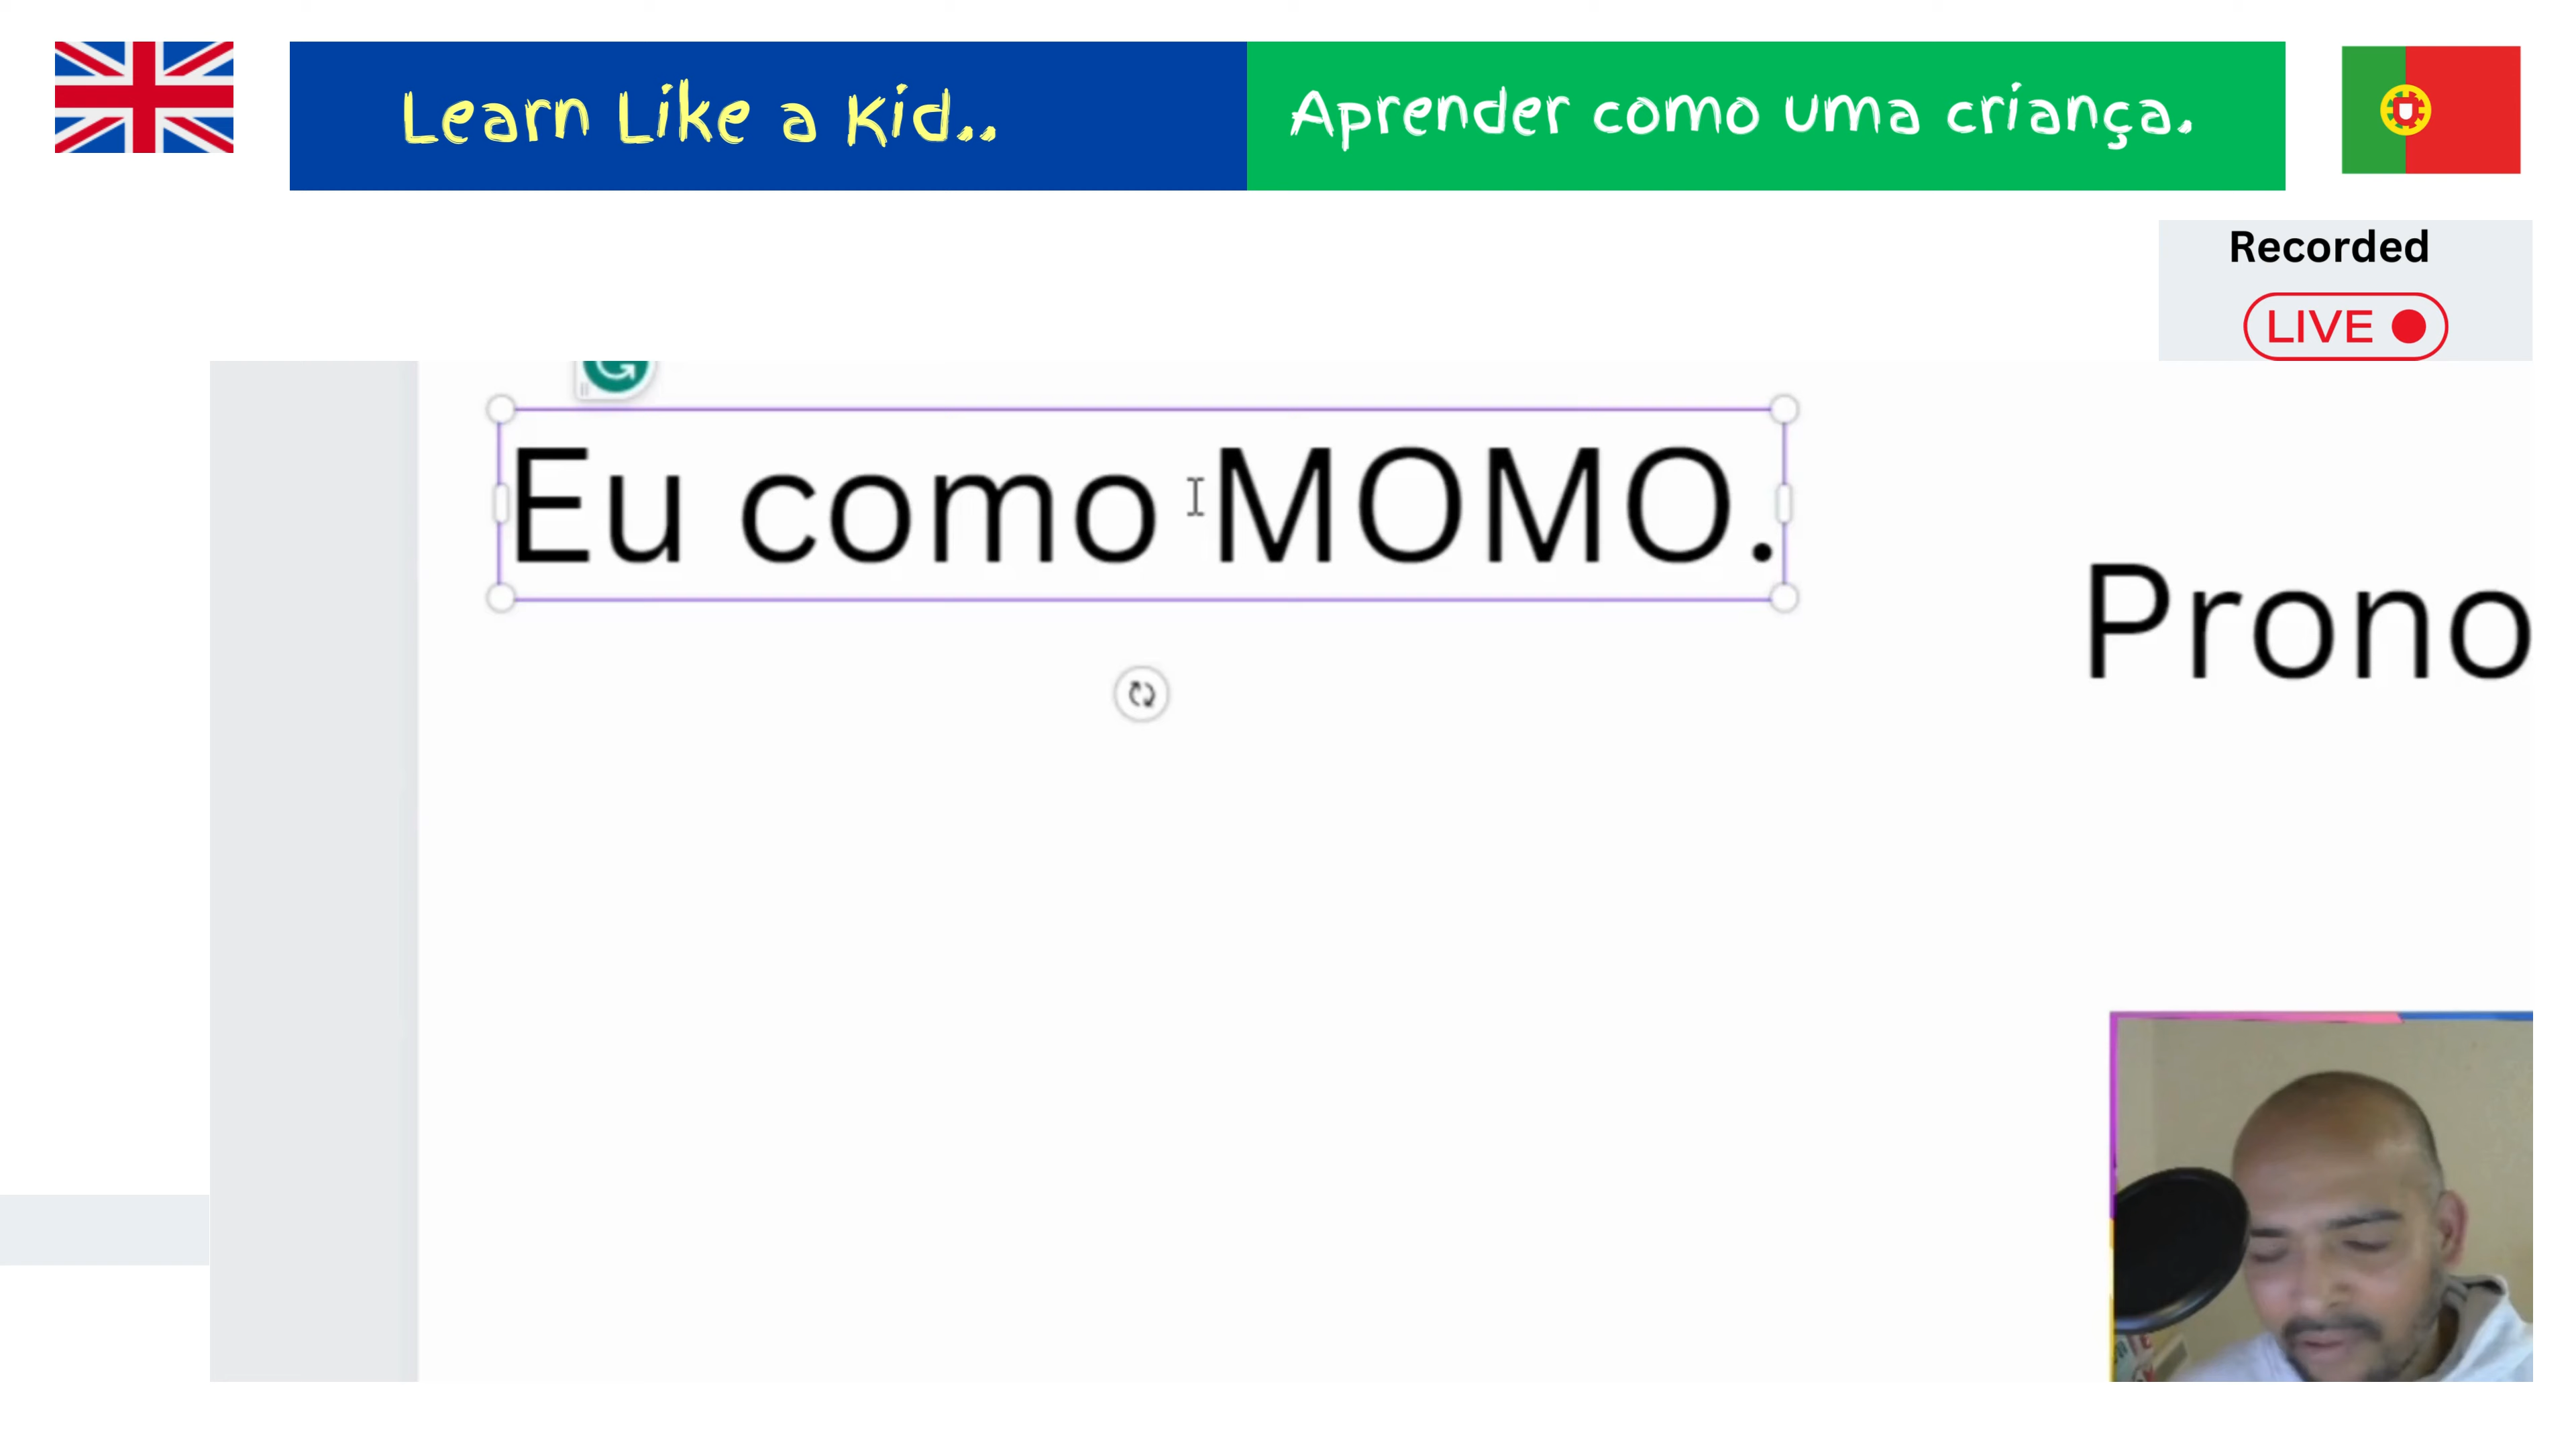 Learn Like a Kid..
Aprender como uma criança.
Recorded
LIVE
Eu como MOMO.
Prono